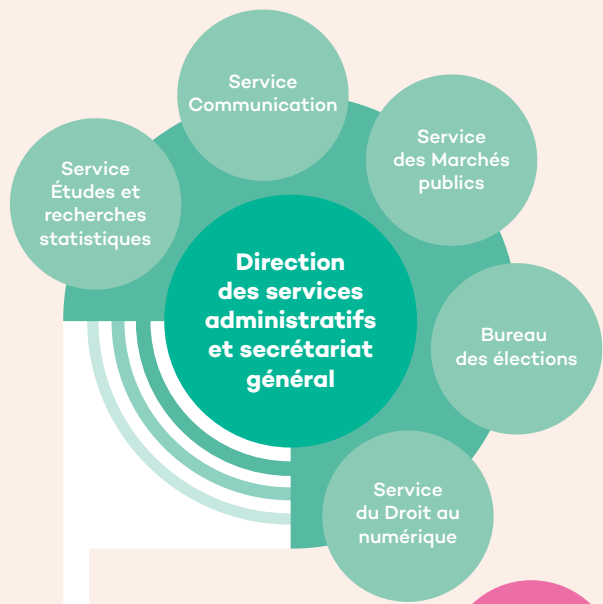 Service
Communication
Service
des Marchés
publics
Service
Études et
recherches
statistiques
Direction
des services
administratifs
et secrétariat
général
Bureau
des élections
Service
du Droit au
numérique